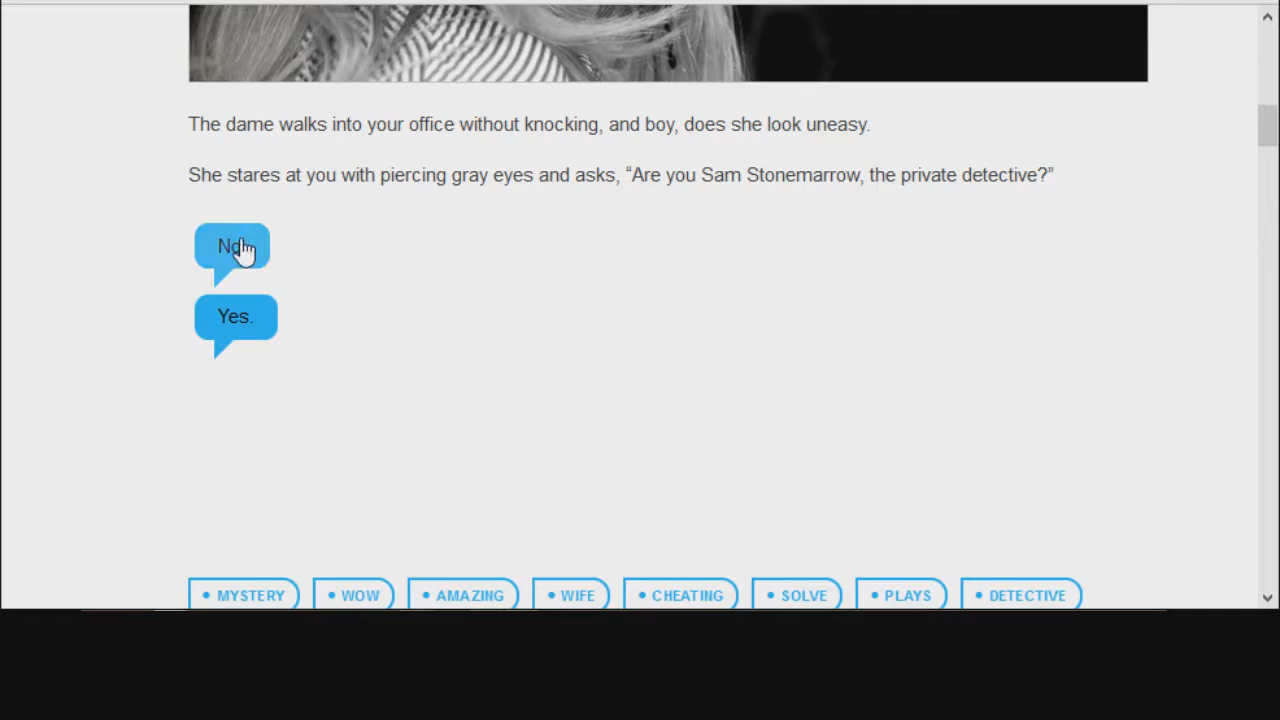 The dame walks into your office without knocking, and boy, does she look uneasy.
She stares at you with piercing gray eyes and asks, “Are you Sam Stonemarrow, the private detective?”
No.
Yes.
• MYSTERY • WOW • AMAZING • WIFE • CHEATING • SOLVE • PLAYS • DETECTIVE